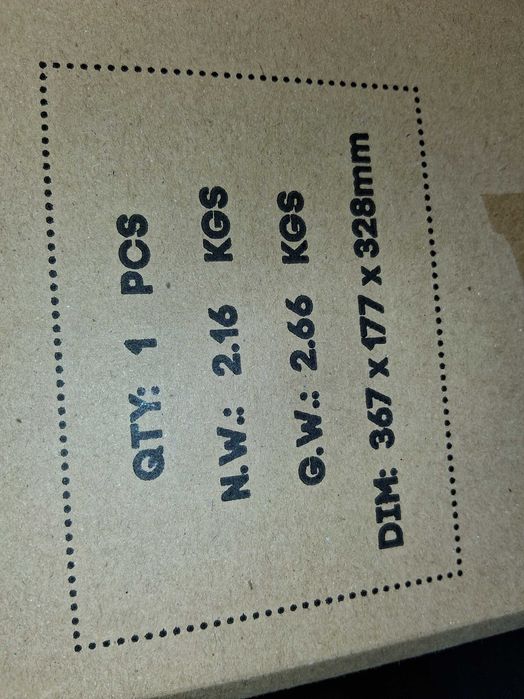 QTY: 1 PCS
N.W.: 2.16 KGS
G.W.: 2.66 KGS
DIM: 367 x 177 x 328mm